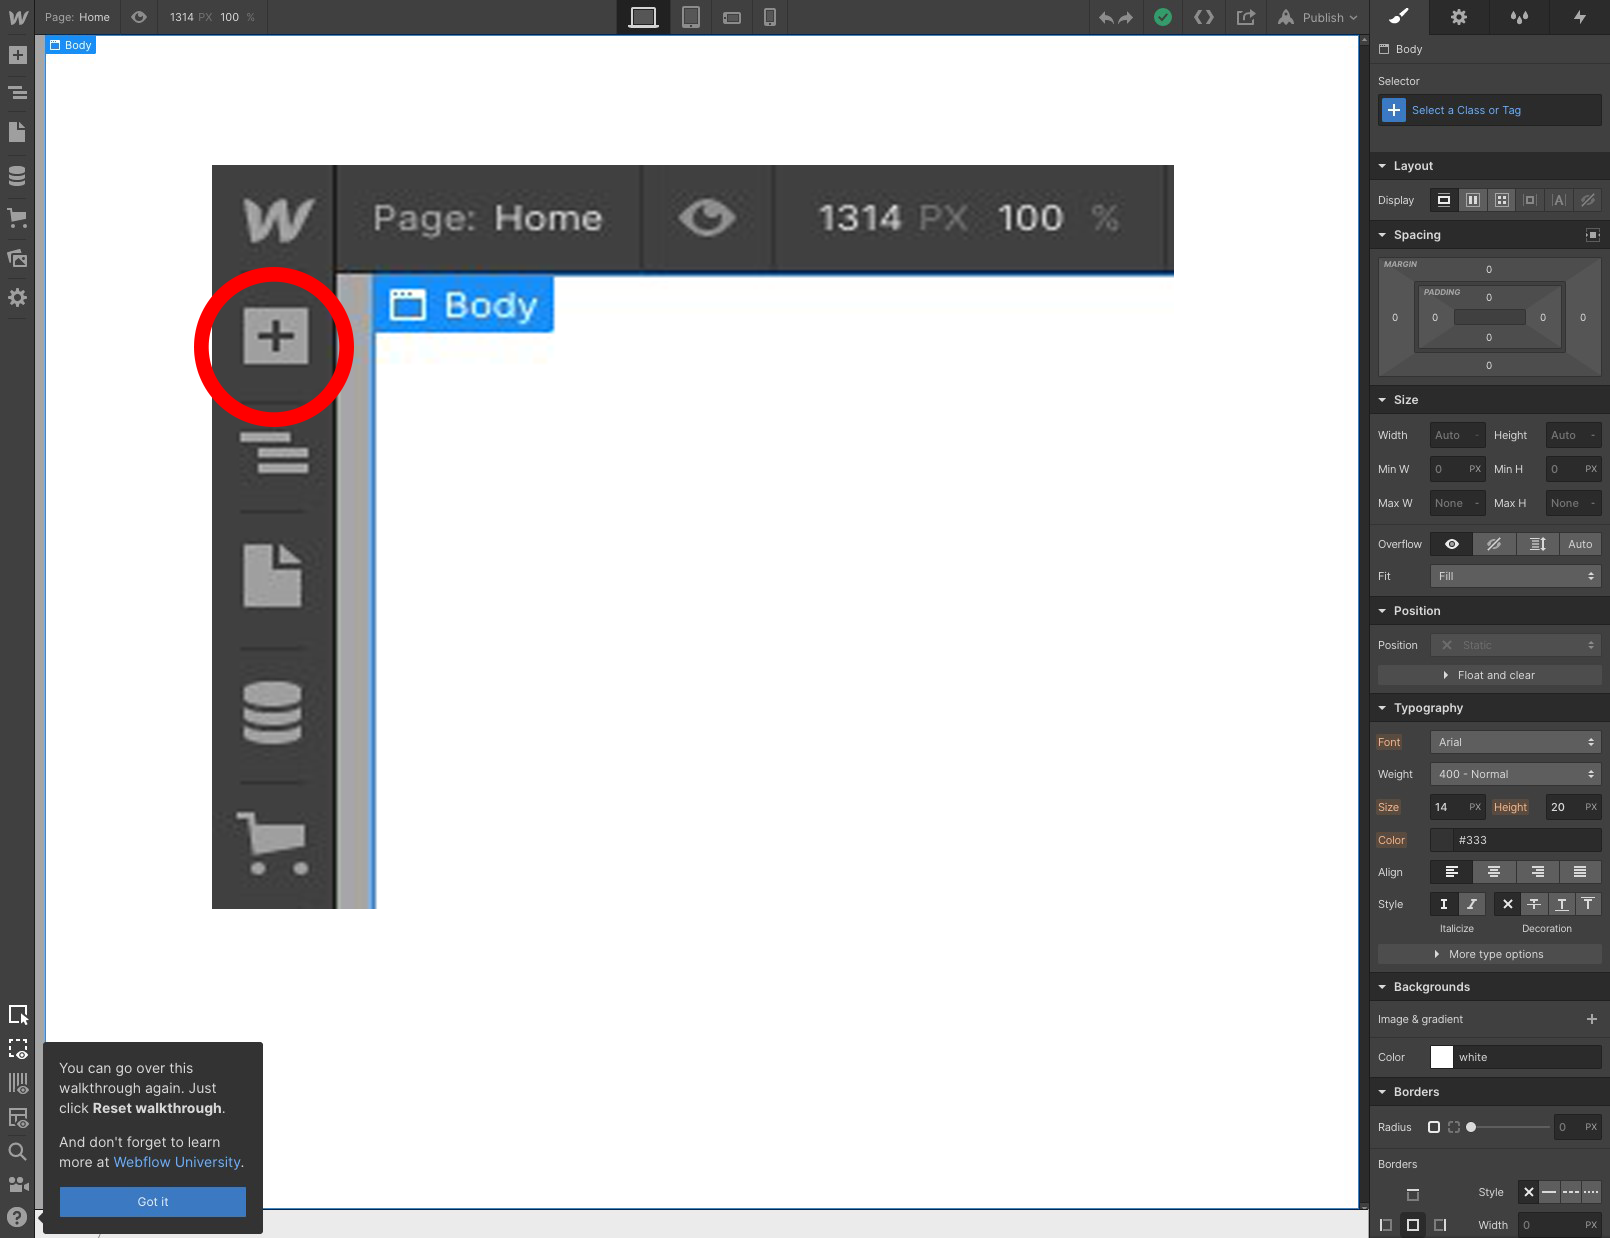 Page: Home
1314 PX 100 %
Publish
Body
Body
Selector
Select a Class or Tag
Layout
Display
Spacing
MARGIN
0
PADDING
0
0 0 0 0
0
0
Page: Home 1314 PX 100 %
Body
Size
Width Auto - Height Auto -
Min W 0 PX Min H 0 PX
Max W None - Max H None -
Overflow Auto
Fit Fill
Position
Position Static
Float and clear
Typography
Font Arial
Weight 400 - Normal
Size 14 PX Height 20 PX
Color #333
Align
Style
Italicize Decoration
More type options
Backgrounds
Image & gradient
Color white
Borders
Radius 0 PX
Borders
Style
Width 0 PX
You can go over this
walkthrough again. Just
click Reset walkthrough.
And don't forget to learn
more at Webflow University.
Got it